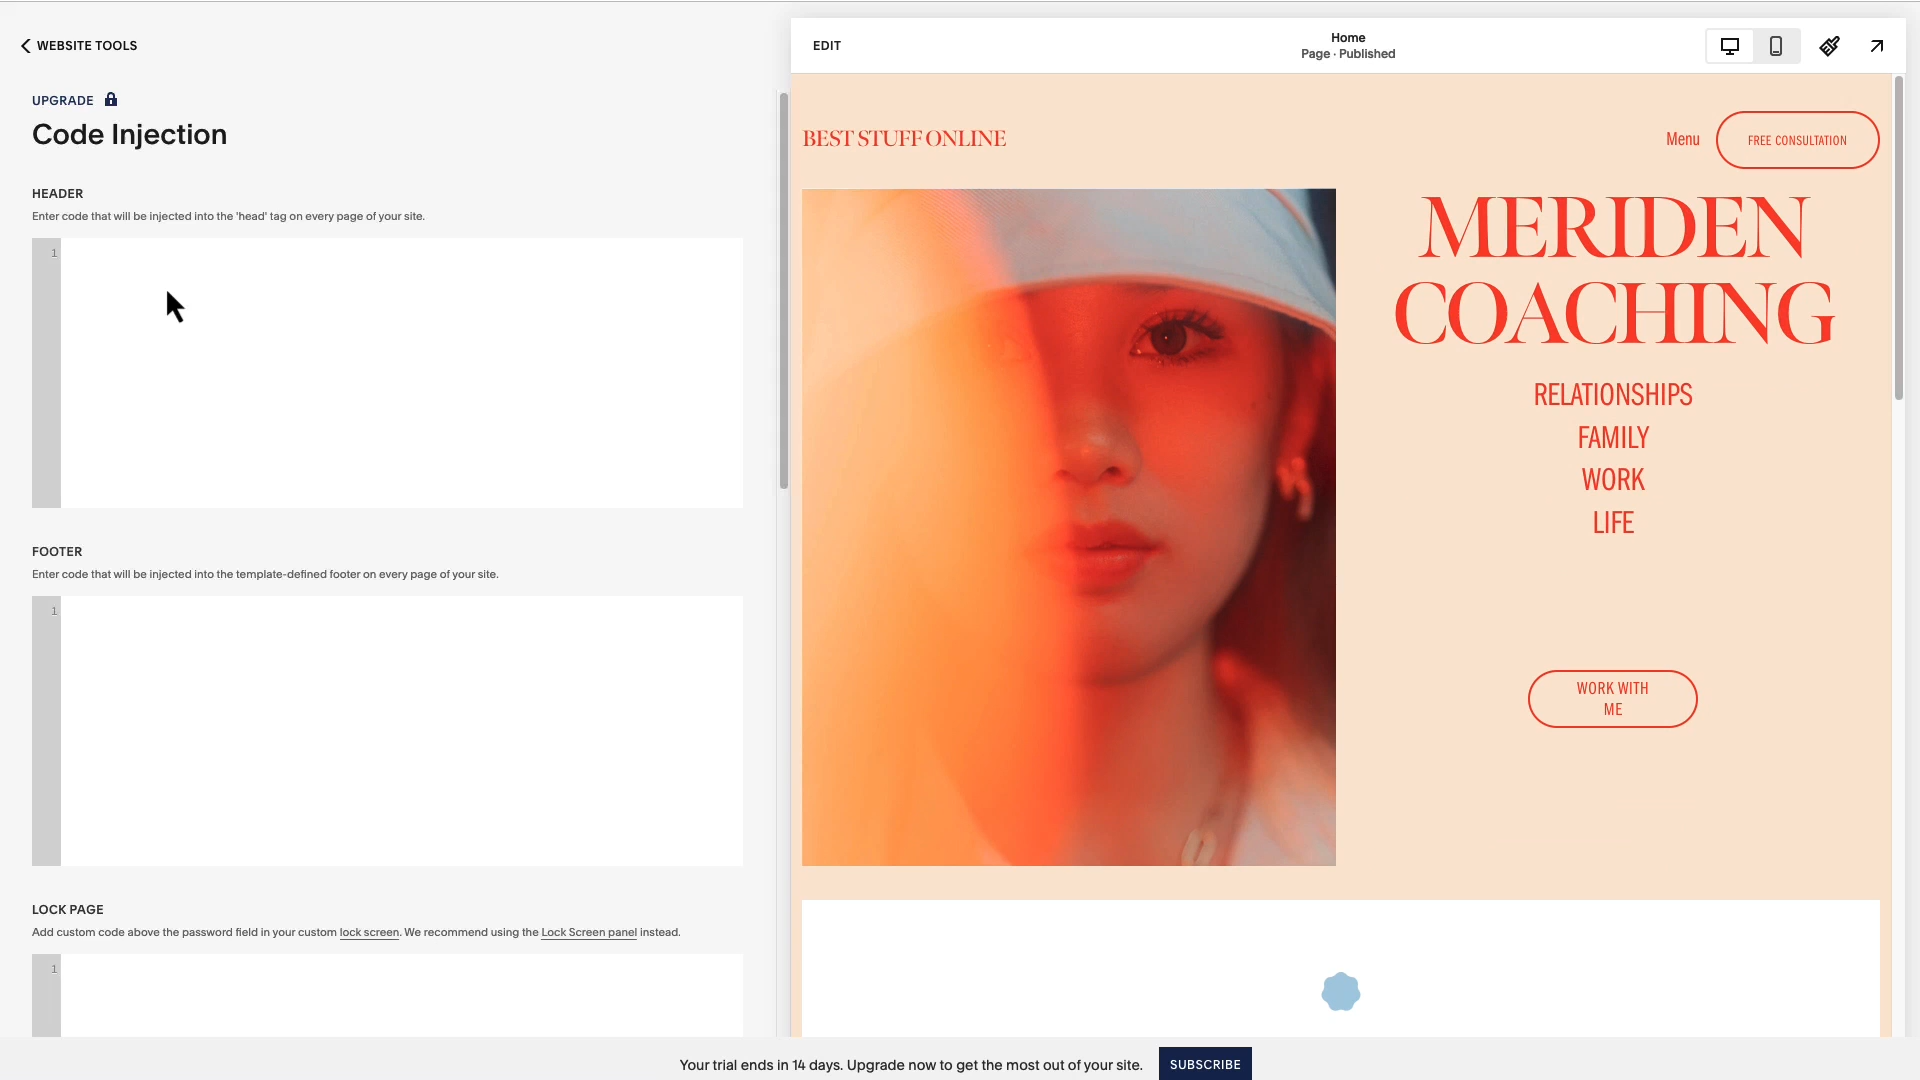 WEBSITE TOOLS
UPGRADE
Code Injection
HEADER
Enter code that will be injected into the 'head' tag on every page of your site.
1
FOOTER
Enter code that will be injected into the template-defined footer on every page of your site.
1
LOCK PAGE
Add custom code above the password field in your custom lock screen. We recommend using the Lock Screen panel instead.
1
EDIT
Home
Page · Published
BEST STUFF ONLINE
Menu
FREE CONSULTATION
MERIDEN
COACHING
RELATIONSHIPS
FAMILY
WORK
LIFE
WORK WITH
ME
Your trial ends in 14 days. Upgrade now to get the most out of your site.
SUBSCRIBE